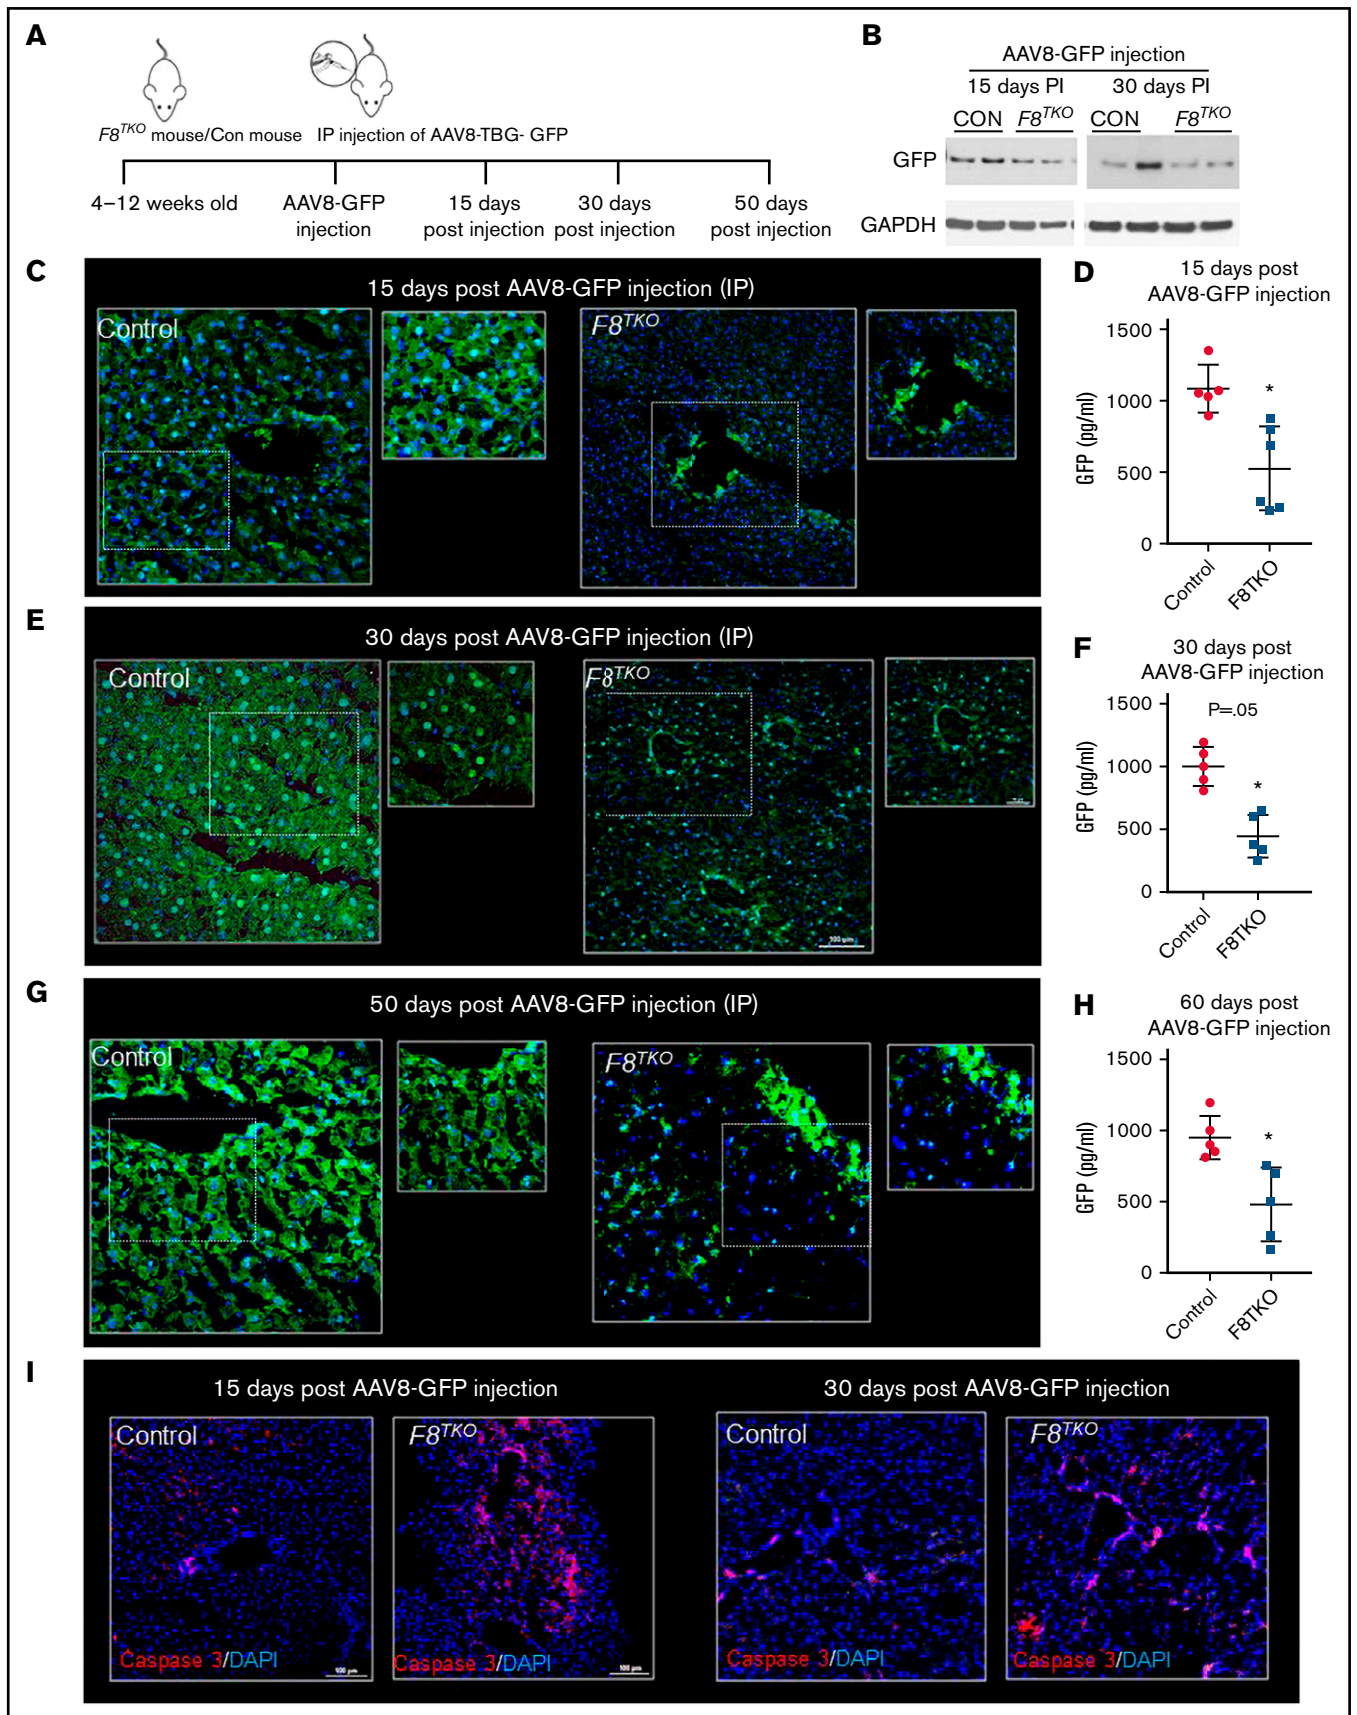 A
F8TKO mouse/Con mouse
IP injection of AAV8-TBG- GFP
4–12 weeks old
AAV8-GFP
injection
15 days
post injection
30 days
post injection
50 days
post injection
B
AAV8-GFP injection
15 days PI
30 days PI
CON
F8TKO
CON
F8TKO
GFP
GAPDH
C
15 days post AAV8-GFP injection (IP)
Control
F8TKO
D
15 days post
AAV8-GFP injection
GFP (pg/ml)
1500
1000
500
0
*
Control
F8TKO
E
30 days post AAV8-GFP injection (IP)
Control
F8TKO
100 µm
F
30 days post
AAV8-GFP injection
GFP (pg/ml)
1500
1000
500
0
P=.05
*
Control
F8TKO
G
50 days post AAV8-GFP injection (IP)
Control
F8TKO
H
60 days post
AAV8-GFP injection
GFP (pg/ml)
1500
1000
500
0
*
Control
F8TKO
I
15 days post AAV8-GFP injection
30 days post AAV8-GFP injection
Control
F8TKO
Control
F8TKO
Caspase 3/DAPI
100 µm
Caspase 3/DAPI
100 µm
Caspase 3/DAPI
Caspase 3/DAPI